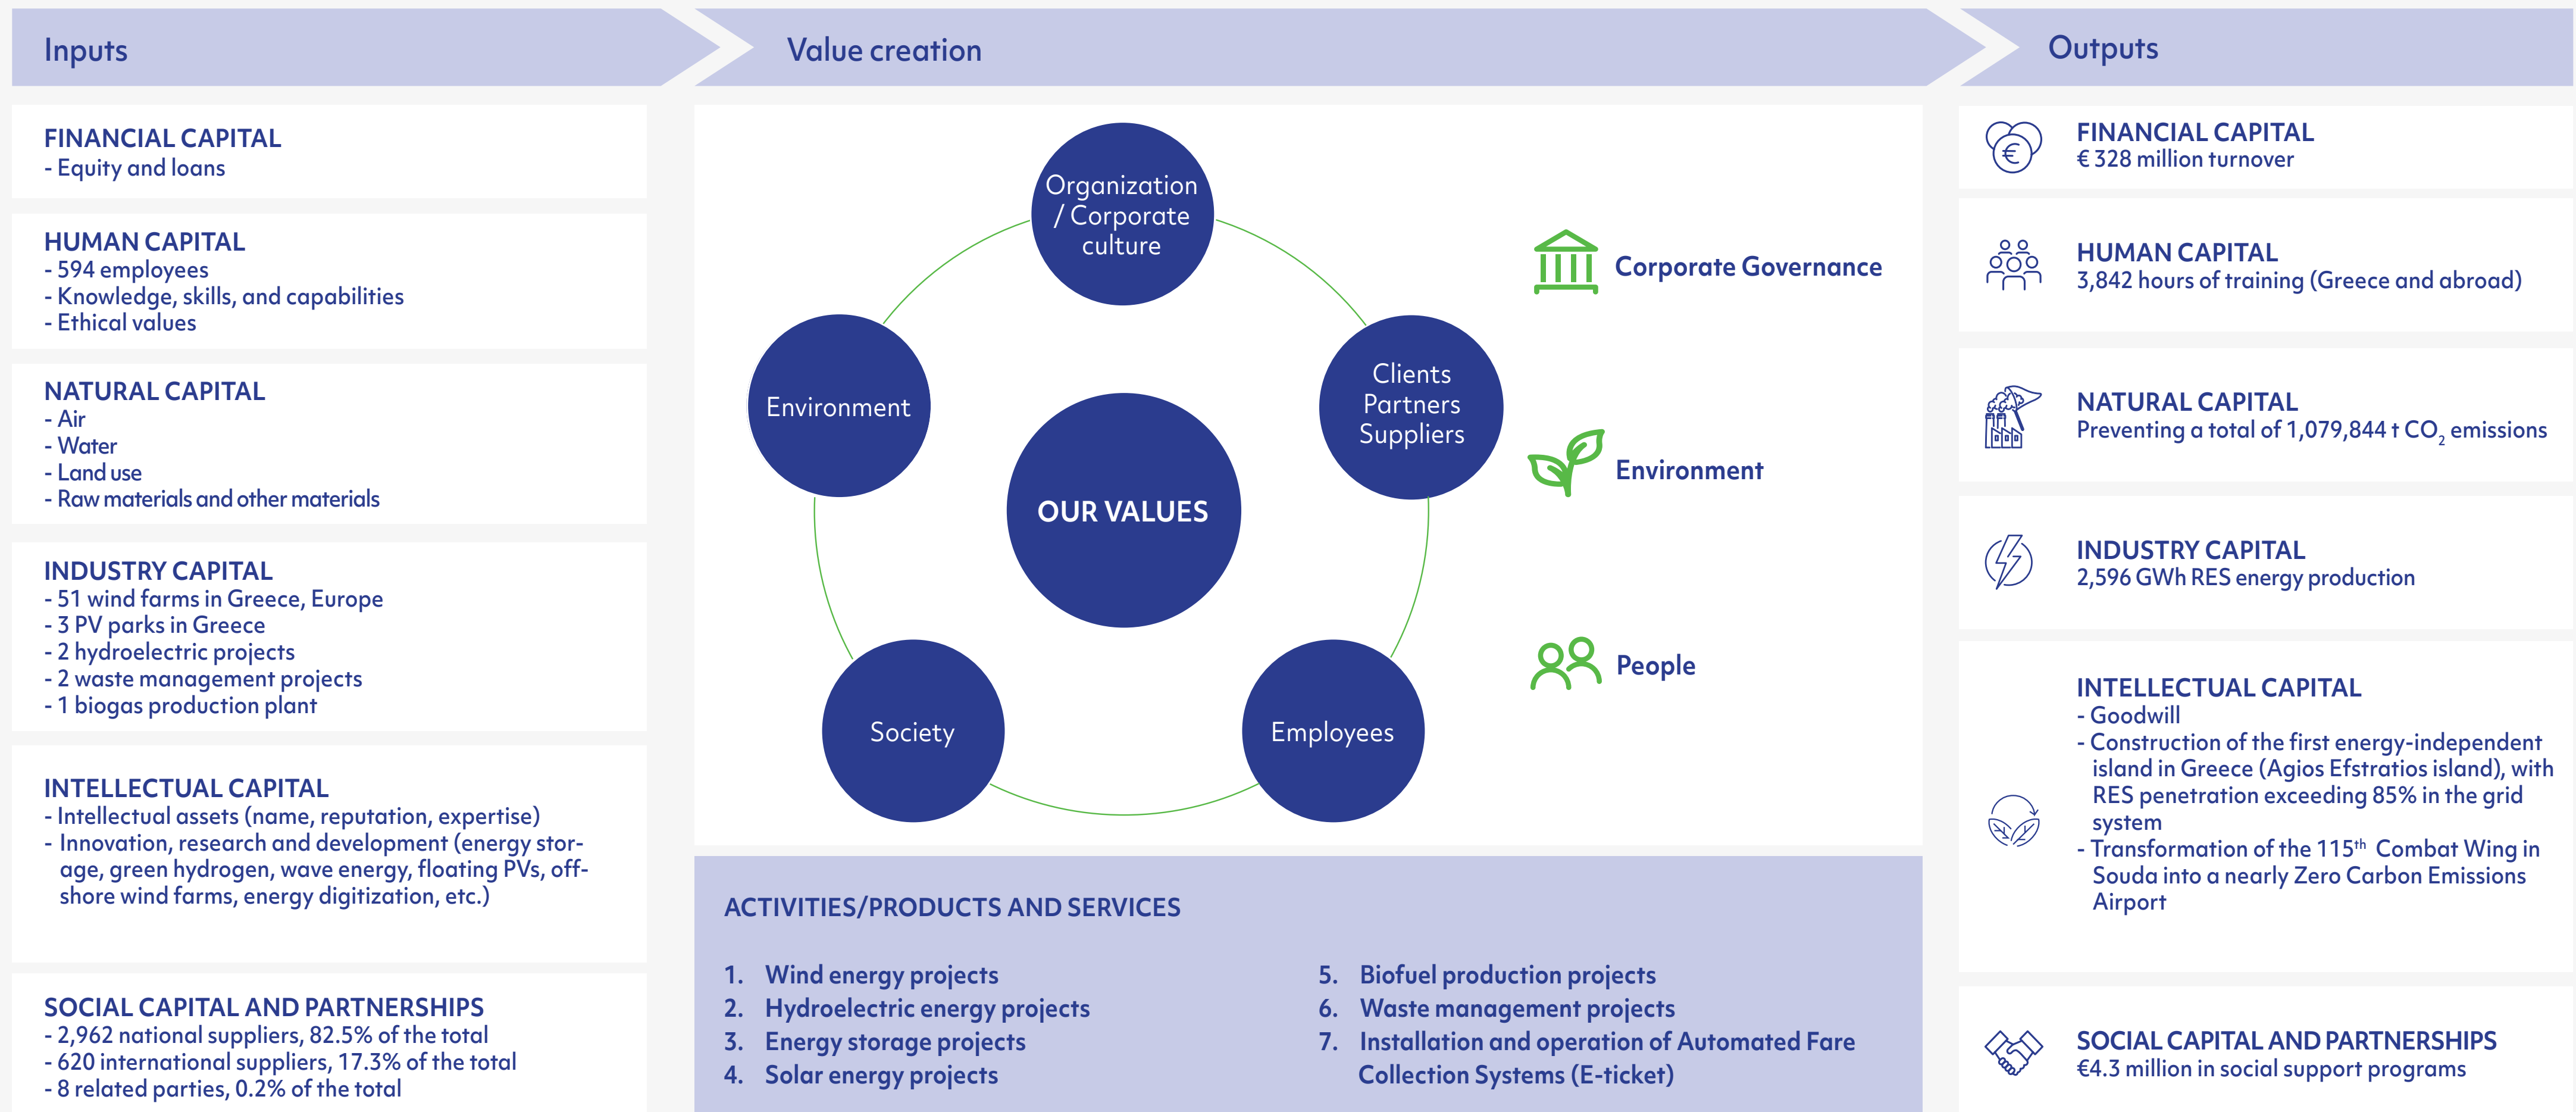 Inputs
FINANCIAL CAPITAL
- Equity and loans
HUMAN CAPITAL
- 594 employees
- Knowledge, skills, and capabilities
- Ethical values
NATURAL CAPITAL
- Air
- Water
- Land use
- Raw materials and other materials
INDUSTRY CAPITAL
- 51 wind farms in Greece, Europe
- 3 PV parks in Greece
- 2 hydroelectric projects
- 2 waste management projects
- 1 biogas production plant
INTELLECTUAL CAPITAL
- Intellectual assets (name, reputation, expertise)
- Innovation, research and development (energy stor-
age, green hydrogen, wave energy, floating PVs, off-
shore wind farms, energy digitization, etc.)
SOCIAL CAPITAL AND PARTNERSHIPS
- 2,962 national suppliers, 82.5% of the total
- 620 international suppliers, 17.3% of the total
- 8 related parties, 0.2% of the total
Value creation
Organization
/ Corporate
culture
Clients
Partners
Suppliers
Employees
Society
Environment
OUR VALUES
Corporate Governance
Environment
People
ACTIVITIES/PRODUCTS AND SERVICES
1. Wind energy projects
2. Hydroelectric energy projects
3. Energy storage projects
4. Solar energy projects
5. Biofuel production projects
6. Waste management projects
7. Installation and operation of Automated Fare
Collection Systems (E-ticket)
Outputs
€
FINANCIAL CAPITAL
€ 328 million turnover
HUMAN CAPITAL
3,842 hours of training (Greece and abroad)
NATURAL CAPITAL
Preventing a total of 1,079,844 t CO₂ emissions
INDUSTRY CAPITAL
2,596 GWh RES energy production
INTELLECTUAL CAPITAL
- Goodwill
- Construction of the first energy-independent
island in Greece (Agios Efstratios island), with
RES penetration exceeding 85% in the grid
system
- Transformation of the 115th Combat Wing in
Souda into a nearly Zero Carbon Emissions
Airport
SOCIAL CAPITAL AND PARTNERSHIPS
€4.3 million in social support programs